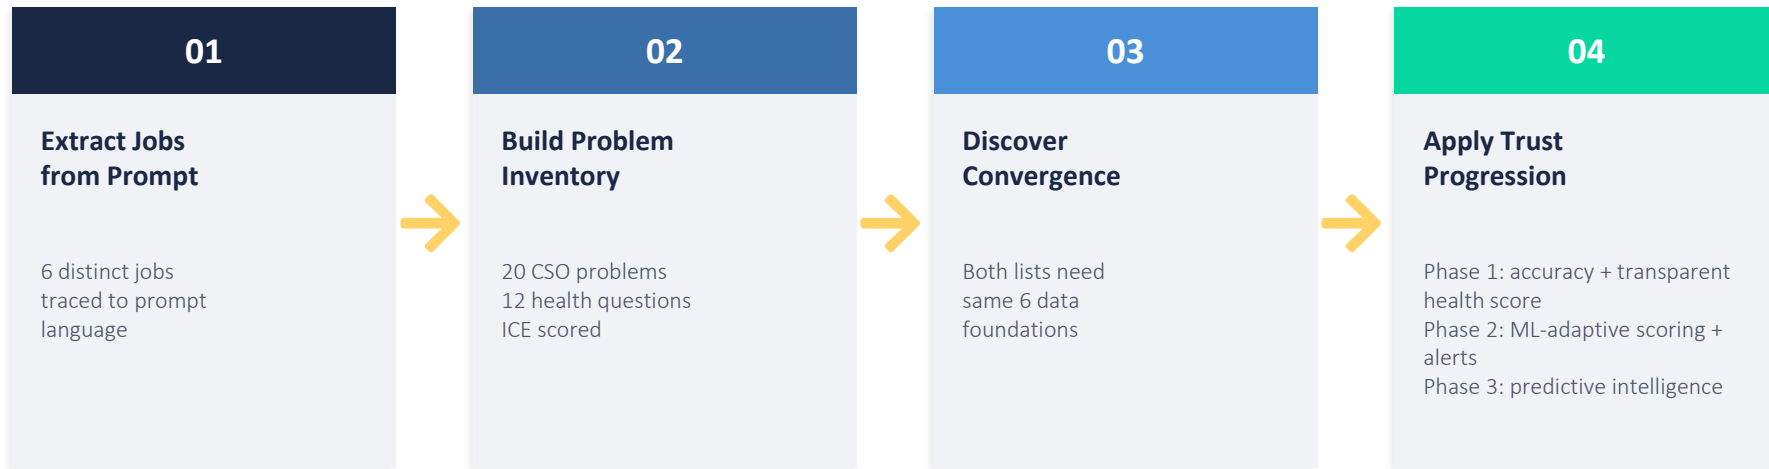 01
Extract Jobs
from Prompt
6 distinct jobs
traced to prompt
language
02
Build Problem
Inventory
20 CSO problems
12 health questions
ICE scored
03
Discover
Convergence
Both lists need
same 6 data
foundations
04
Apply Trust
Progression
Phase 1: accuracy + transparent
health score
Phase 2: ML-adaptive scoring +
alerts
Phase 3: predictive intelligence